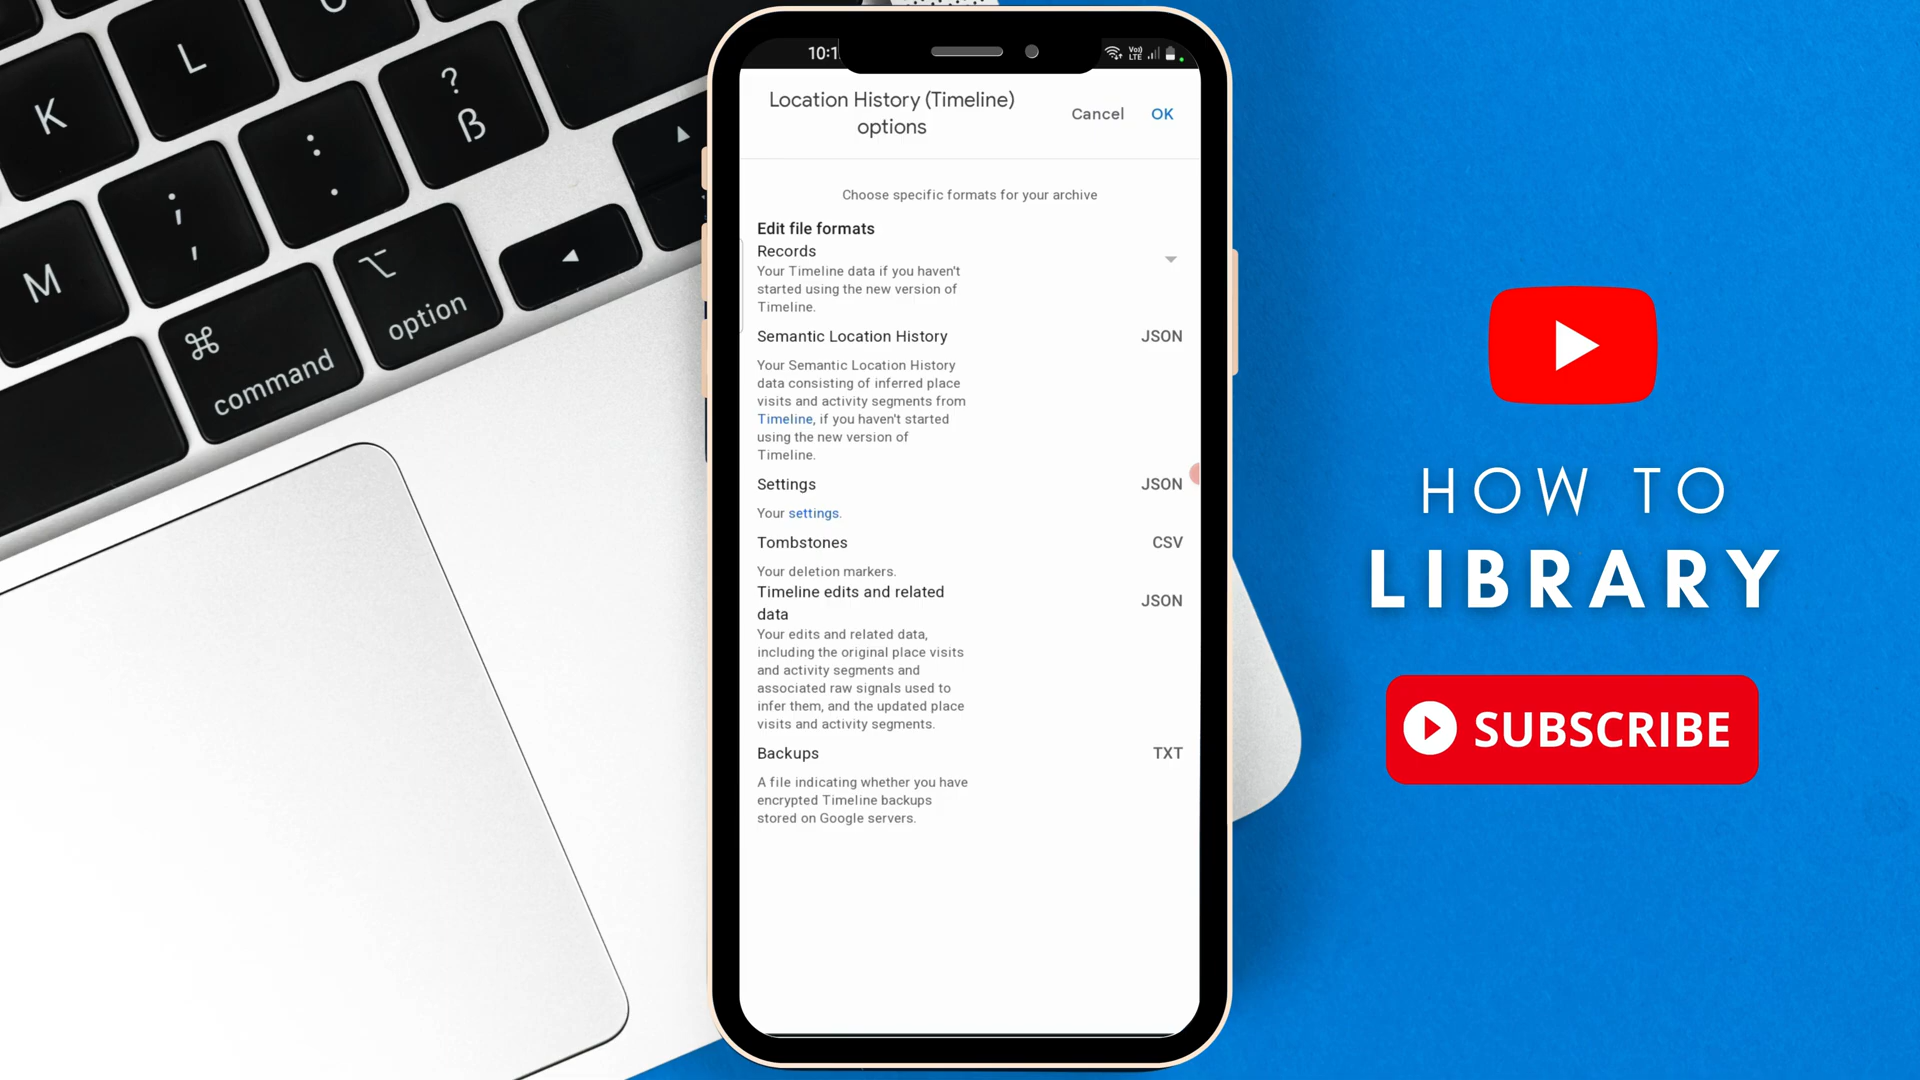 K
L
?
ß
:
.
;
,
M
⌘
command
⌥
option
10:1
Vo))
LTE
Location History (Timeline)
options
Cancel
OK
Choose specific formats for your archive
Edit file formats
Records
Your Timeline data if you haven't
started using the new version of
Timeline.
Semantic Location History
JSON
Your Semantic Location History
data consisting of inferred place
visits and activity segments from
Timeline, if you haven't started
using the new version of
Timeline.
Settings
JSON
Your settings.
Tombstones
CSV
Your deletion markers.
Timeline edits and related
data
JSON
Your edits and related data,
including the original place visits
and activity segments and
associated raw signals used to
infer them, and the updated place
visits and activity segments.
Backups
TXT
A file indicating whether you have
encrypted Timeline backups
stored on Google servers.
HOW TO
LIBRARY
SUBSCRIBE